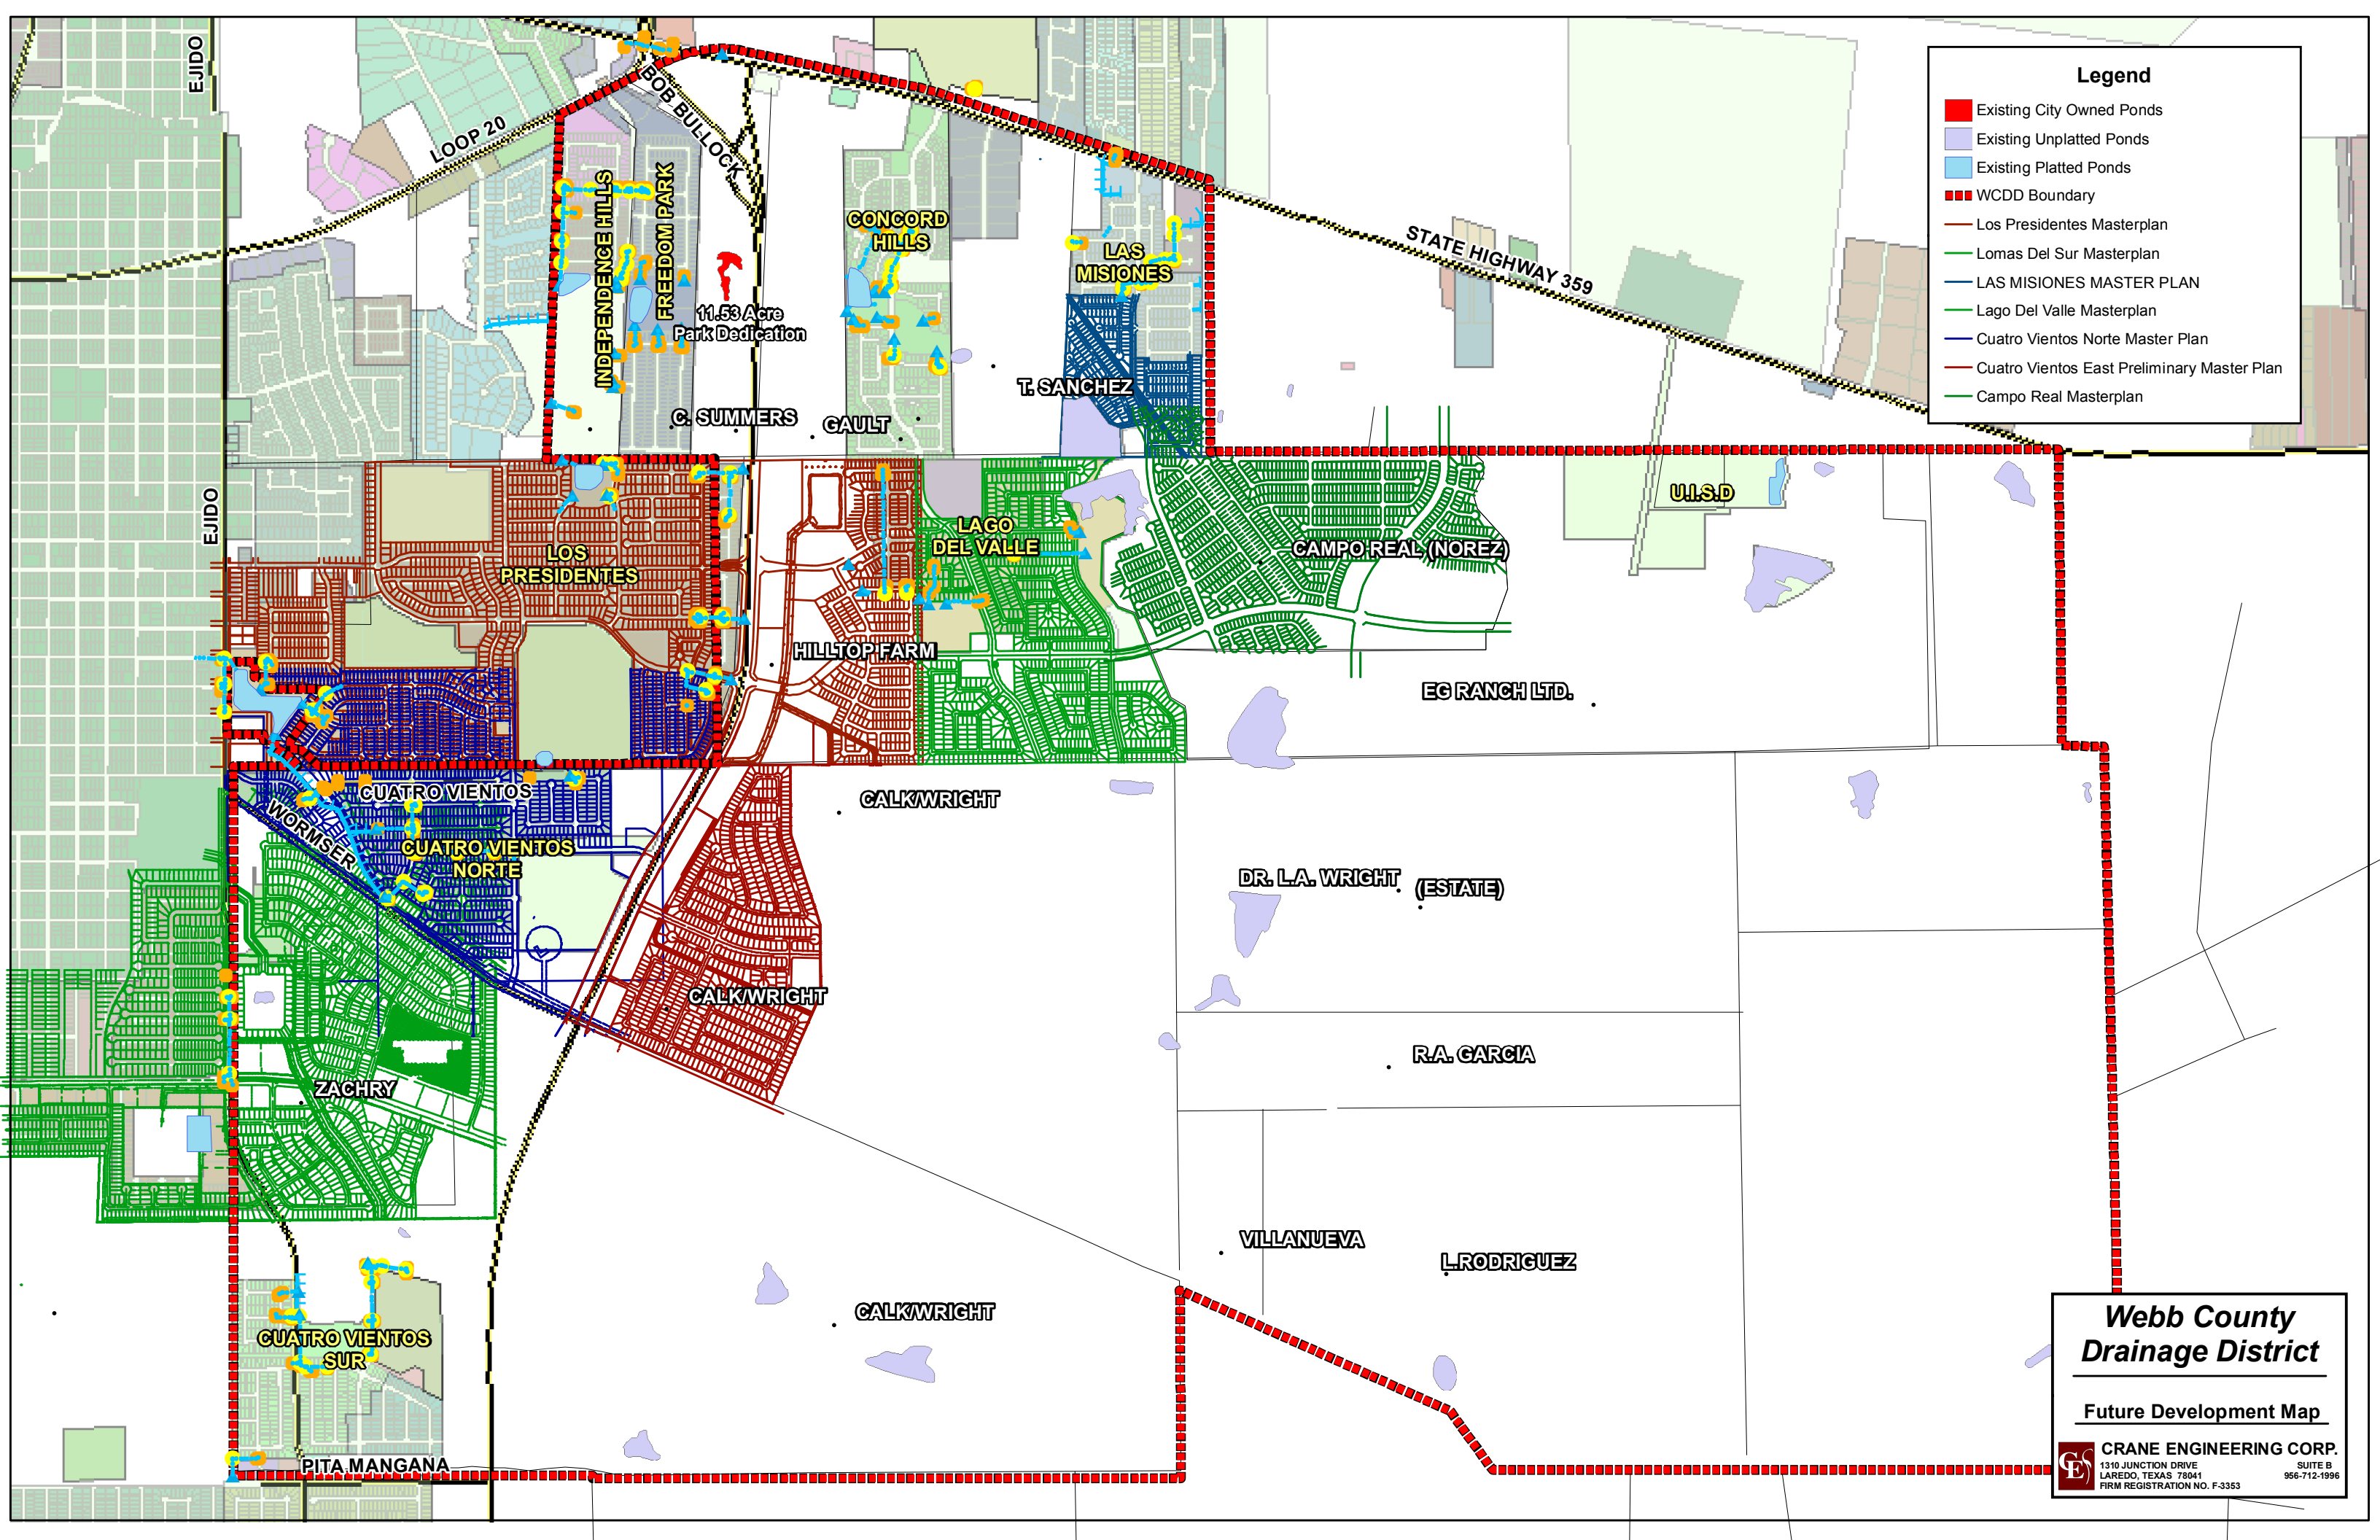 EJIDO
LOOP 20
BOB BULLOCK
INDEPENDENCE HILLS
FREEDOM PARK
11.53 Acre
Park Dedication
CONCORD
HILLS
LAS
MISIONES
STATE HIGHWAY 359
T. SANCHEZ
C. SUMMERS
GAULT
Legend
Existing City Owned Ponds
Existing Unplatted Ponds
Existing Platted Ponds
WCDD Boundary
Los Presidentes Masterplan
Lomas Del Sur Masterplan
LAS MISIONES MASTER PLAN
Lago Del Valle Masterplan
Cuatro Vientos Norte Master Plan
Cuatro Vientos East Preliminary Master Plan
Campo Real Masterplan
EJIDO
LOS
PRESIDENTES
LAGO
DEL VALLE
CAMPO REAL (NOREZ)
U.I.S.D
HILLTOP FARM
EG RANCH LTD.
CUATRO VIENTOS
WORMSER
CUATRO VIENTOS
NORTE
CALK/WRIGHT
DR. L.A. WRIGHT
(ESTATE)
CALK/WRIGHT
R.A. GARCIA
ZACHRY
VILLANUEVA
L.RODRIGUEZ
CALK/WRIGHT
CUATRO VIENTOS
SUR
PITA MANGANA
Webb County
Drainage District
Future Development Map
CRANE ENGINEERING CORP.
1310 JUNCTION DRIVE SUITE B
LAREDO, TEXAS 78041 956-712-1996
FIRM REGISTRATION NO. F-3353